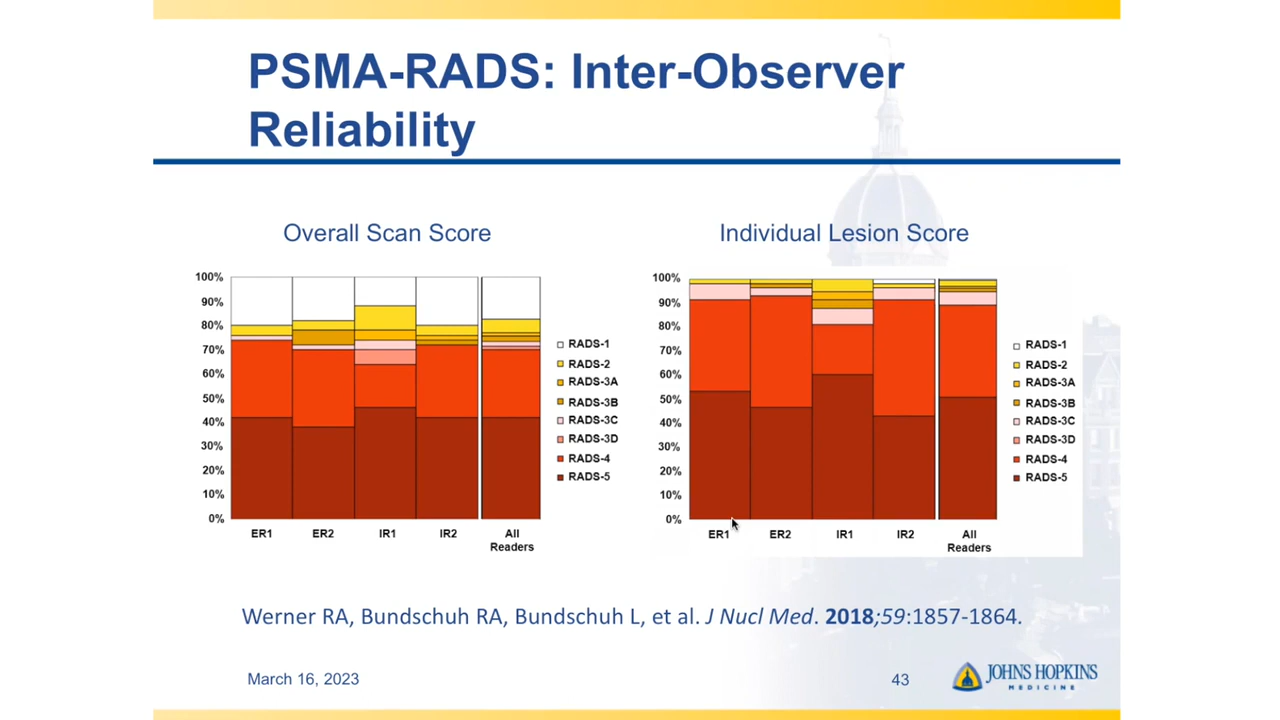 PSMA-RADS: Inter-Observer
Reliability
Overall Scan Score
100%
90%
80%
70%
60%
50%
40%
30%
20%
10%
0%
ER1
ER2
IR1
IR2
All
Readers
RADS-1
RADS-2
RADS-3A
RADS-3B
RADS-3C
RADS-3D
RADS-4
RADS-5
Individual Lesion Score
100%
90%
80%
70%
60%
50%
40%
30%
20%
10%
0%
ER1
ER2
IR1
IR2
All
Readers
RADS-1
RADS-2
RADS-3A
RADS-3B
RADS-3C
RADS-3D
RADS-4
RADS-5
Werner RA, Bundschuh RA, Bundschuh L, et al. J Nucl Med. 2018;59:1857-1864.
March 16, 2023
43
JOHNS HOPKINS
MEDICINE